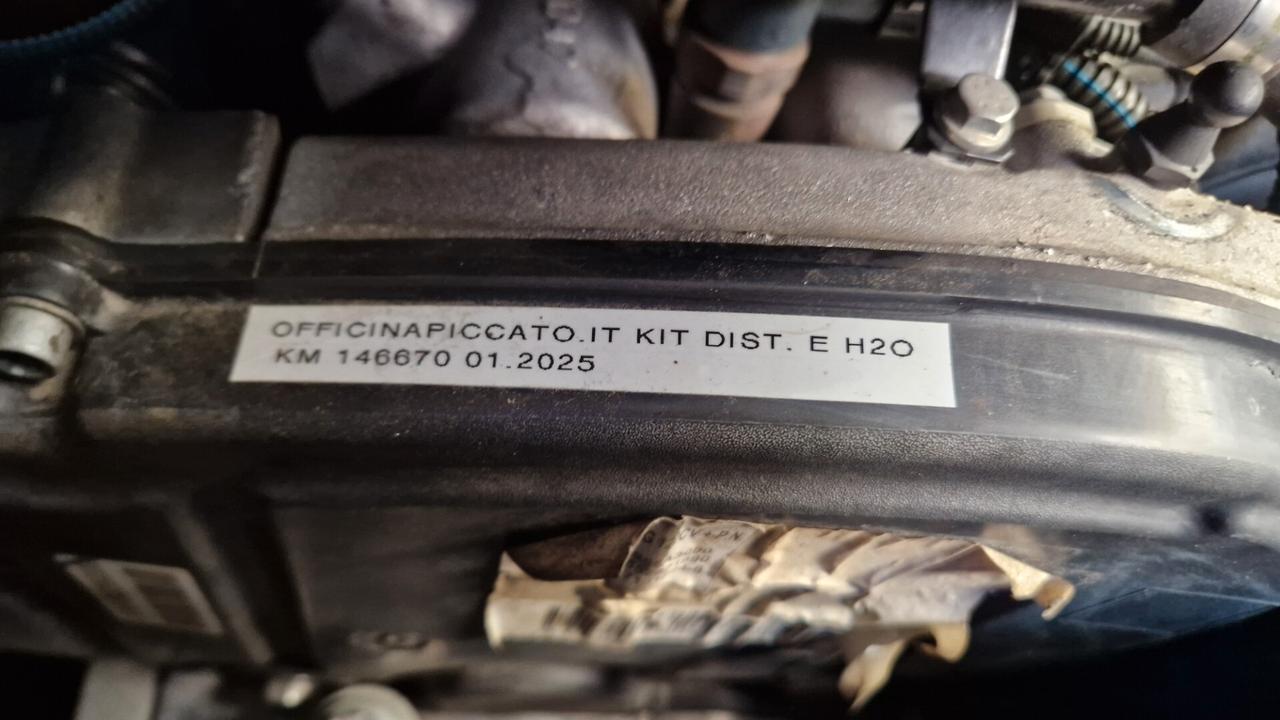 OFFICINAPICCATO.IT KIT DIST. E H2O
KM 146670 01.2025